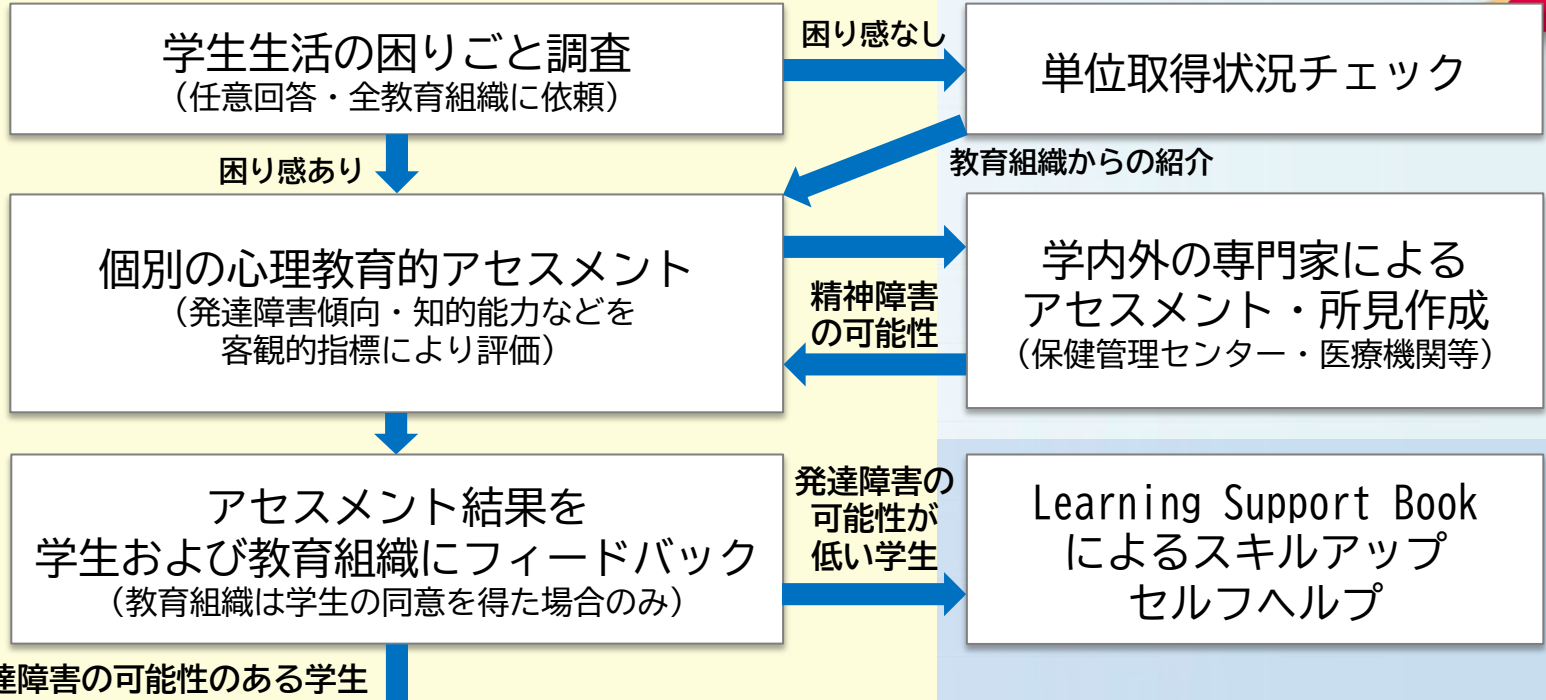 学生生活の困りごと調査
（任意回答・全教育組織に依頼）
困り感なし
単位取得状況チェック
困り感あり
教育組織からの紹介
個別の心理教育的アセスメント
（発達障害傾向・知的能力などを
客観的指標により評価）
精神障害
の可能性
学内外の専門家による
アセスメント・所見作成
（保健管理センター・医療機関等）
アセスメント結果を
学生および教育組織にフィードバック
（教育組織は学生の同意を得た場合のみ）
発達障害の
可能性が
低い学生
Learning Support Book
によるスキルアップ
セルフヘルプ
達障害の可能性のある学生